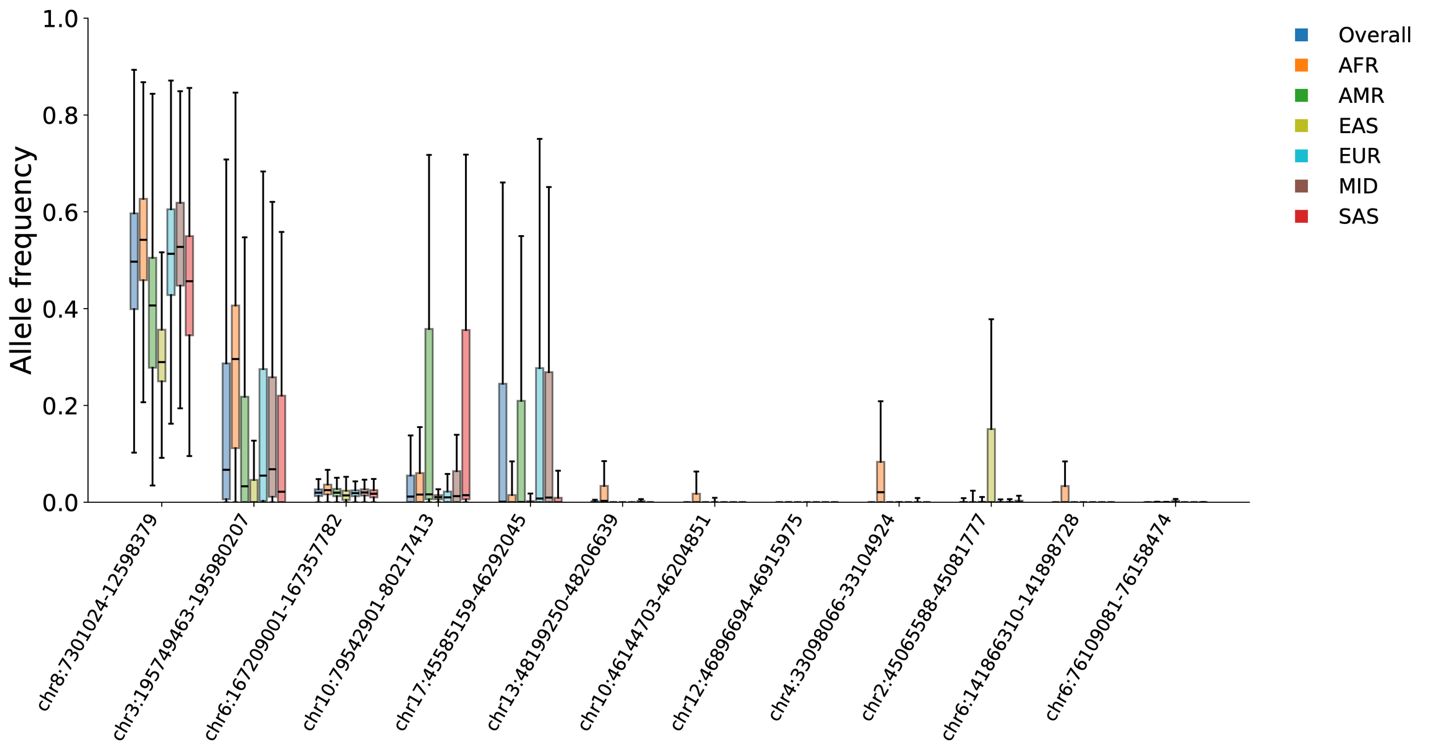 Allele frequency
1.0
0.8
0.6
0.4
0.2
0.0
chr8:7301024-12598379
chr3:195749463-195980207
chr6:167209001-167357782
chr10:79542901-80217413
chr17:45585159-46292045
chr13:48199250-48206639
chr10:46144703-46204851
chr12:46896694-46915975
chr4:33098066-33104924
chr2:45065588-45081777
chr6:141866310-141898728
chr6:76109081-76158474
Overall
AFR
AMR
EAS
EUR
MID
SAS